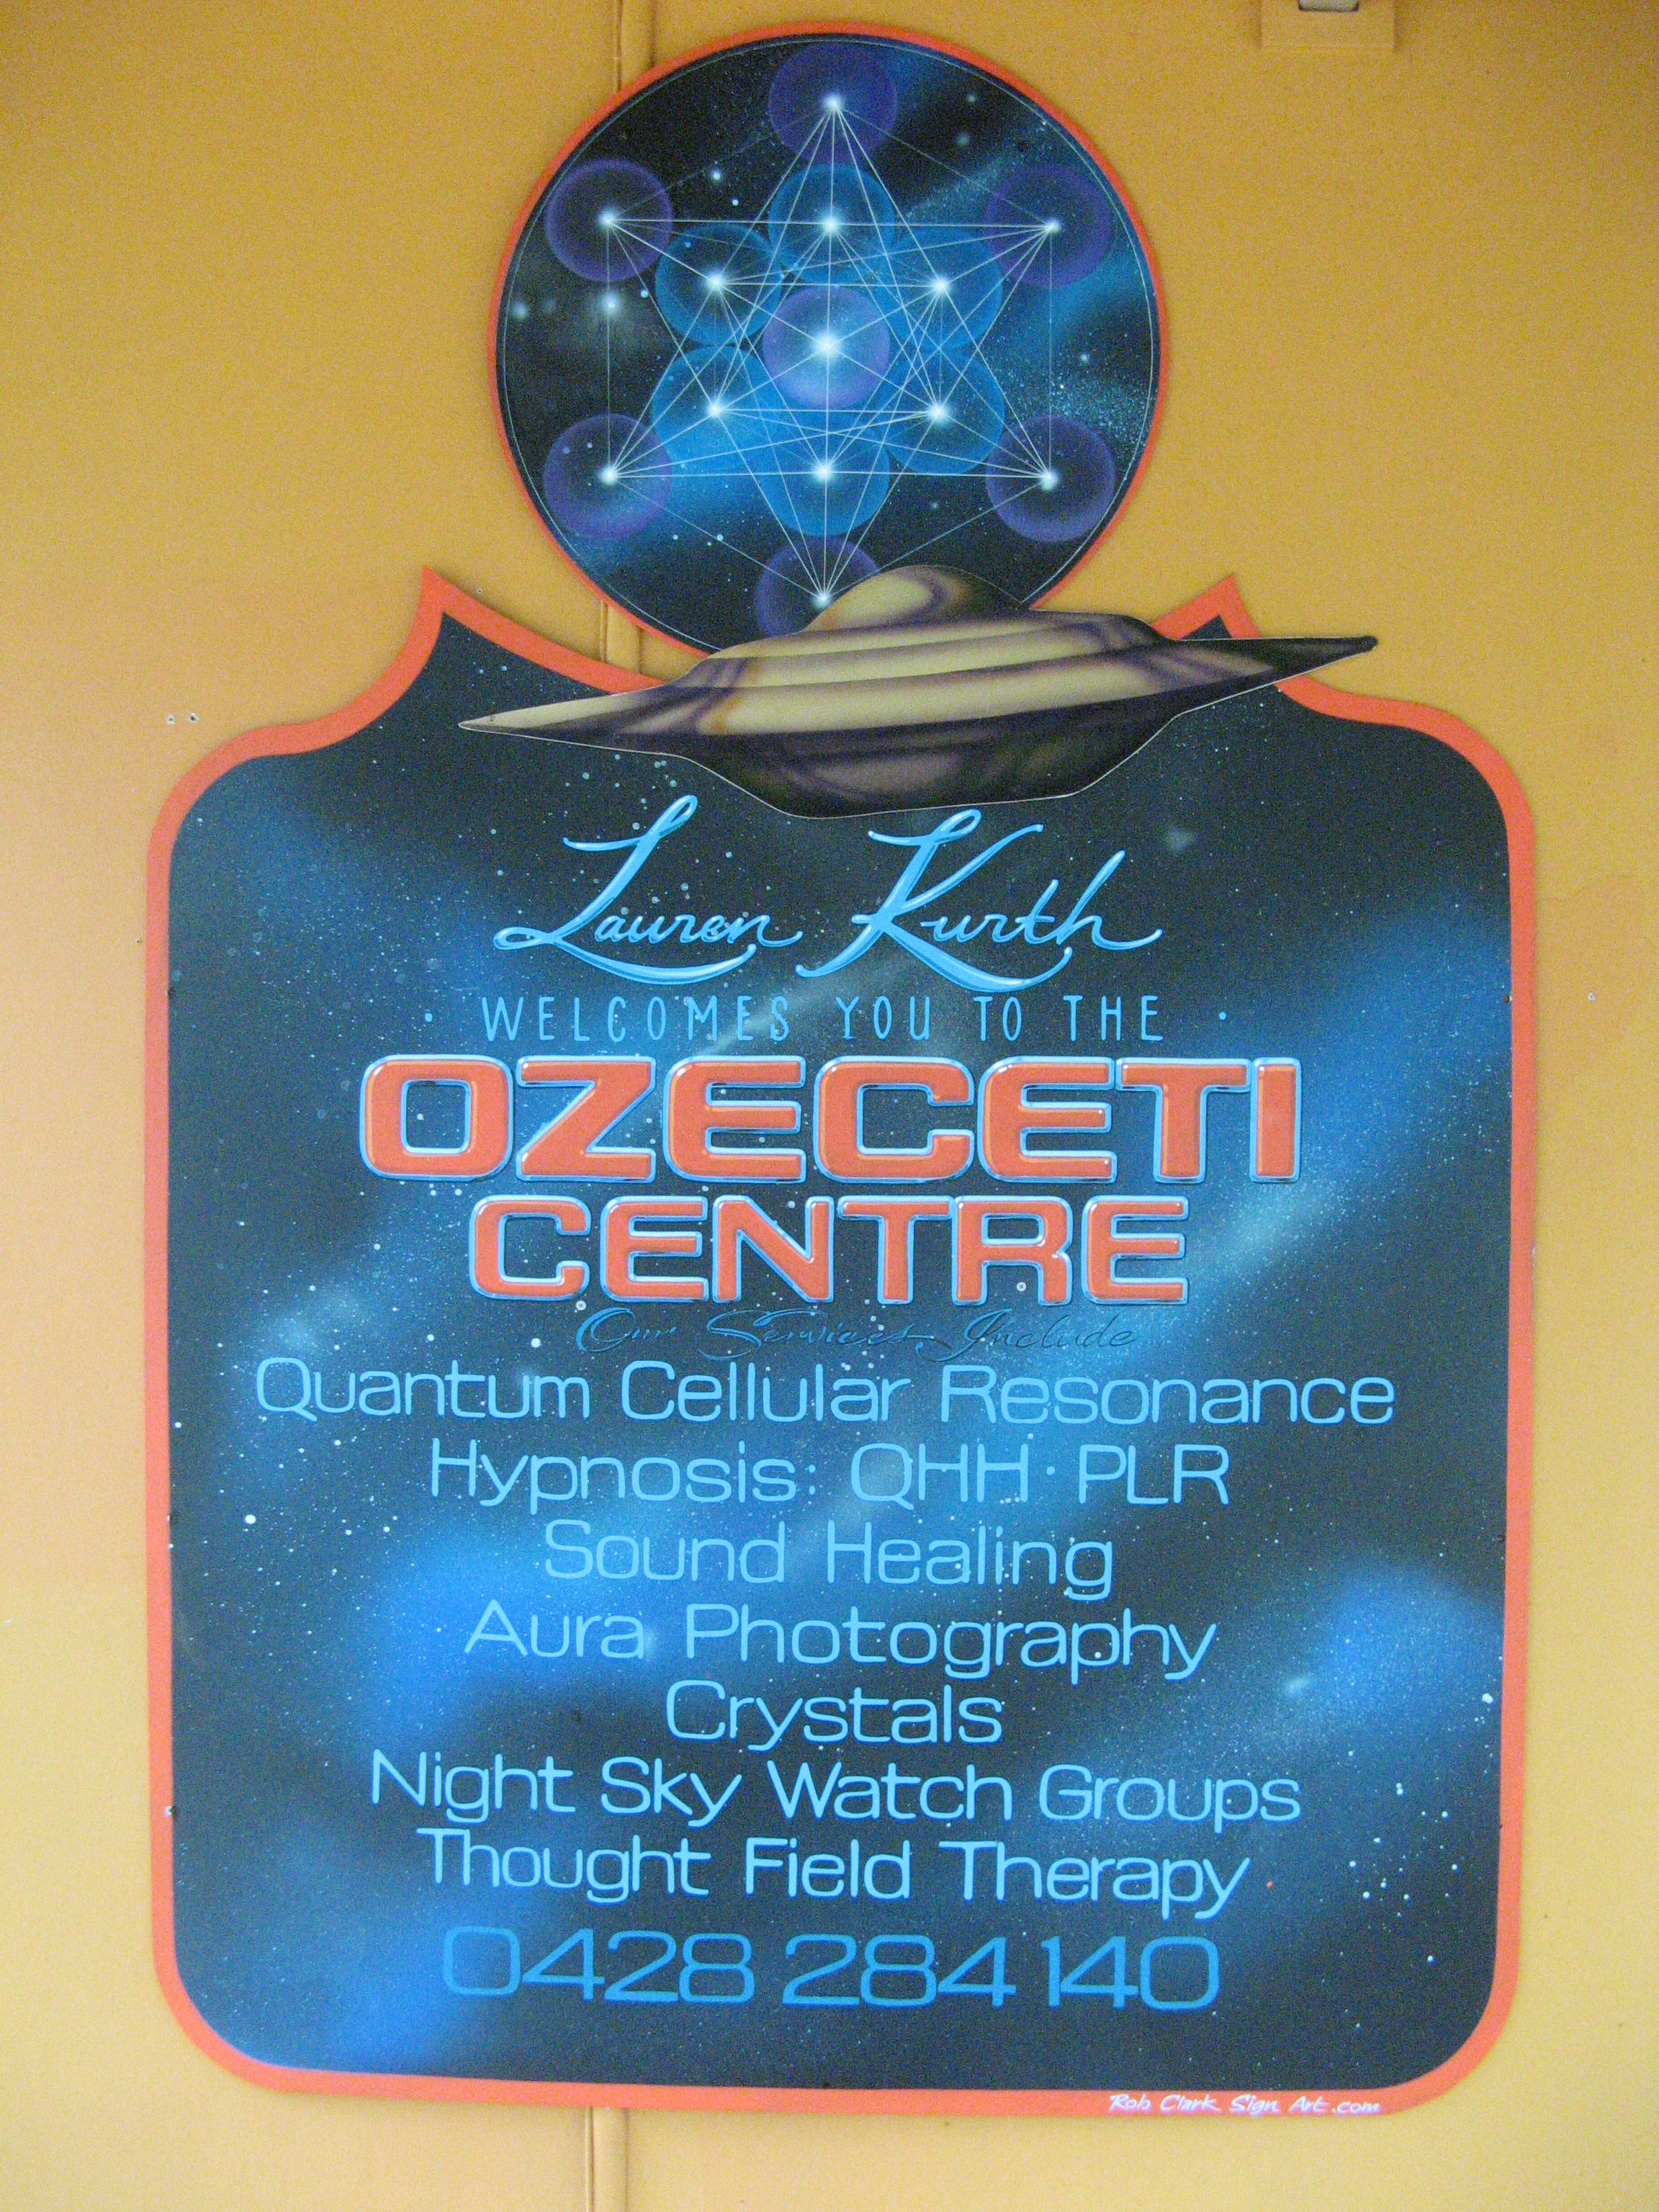 Lauren Kurth
· WELCOMES YOU TO THE ·
OZECETI
CENTRE
Our Services Include
Quantum Cellular Resonance
Hypnosis: QHH · PLR
Sound Healing
Aura Photography
Crystals
Night Sky Watch Groups
Thought Field Therapy
0428 284 140
Rob Clark Sign Art.com